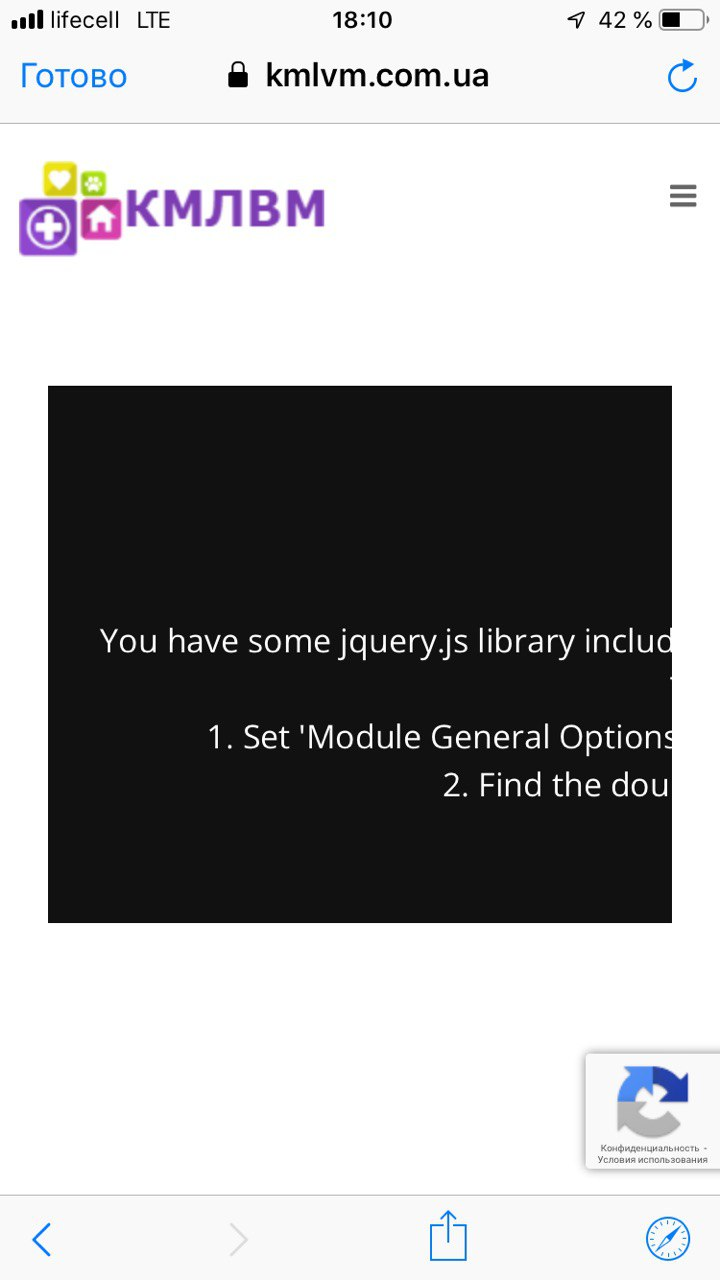 lifecell LTE 18:10 42 %
Готово kmlvm.com.ua
КМЛВМ
You have some jquery.js library includ
1. Set 'Module General Options
2. Find the dou
Конфиденциальность -
Условия использования